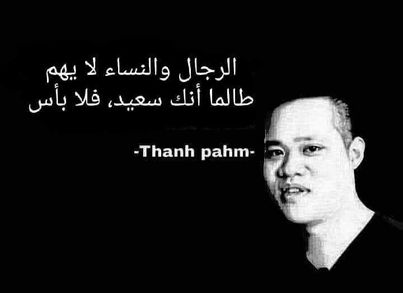 الرجال والنساء لا يهم
طالما أنك سعيد، فلا بأس
-Thanh pahm-